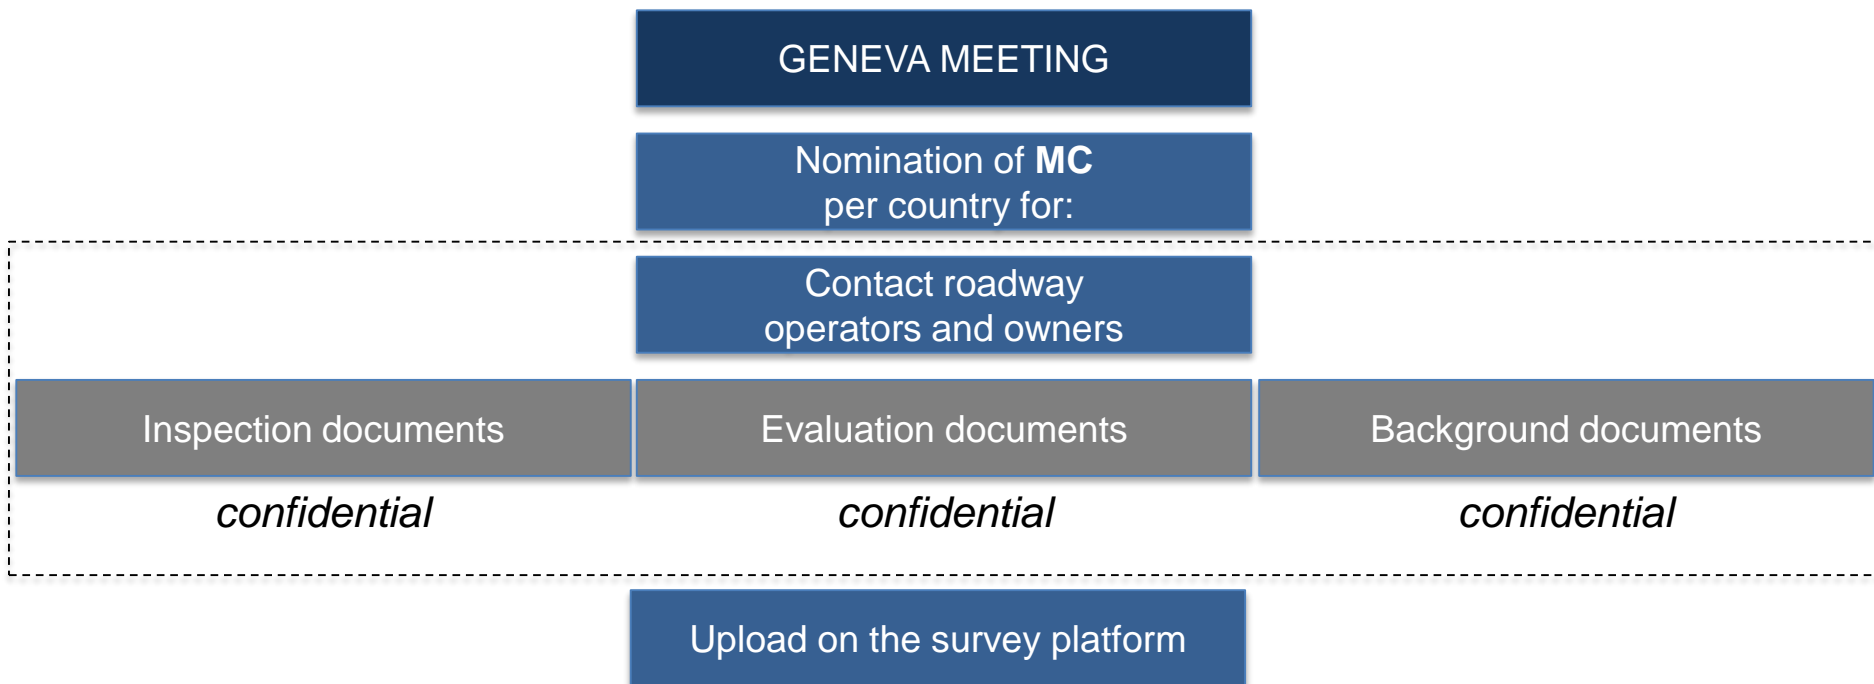 GENEVA MEETING
Nomination of MC
per country for:
Contact roadway
operators and owners
Inspection documents
Evaluation documents
Background documents
confidential
confidential
confidential
Upload on the survey platform